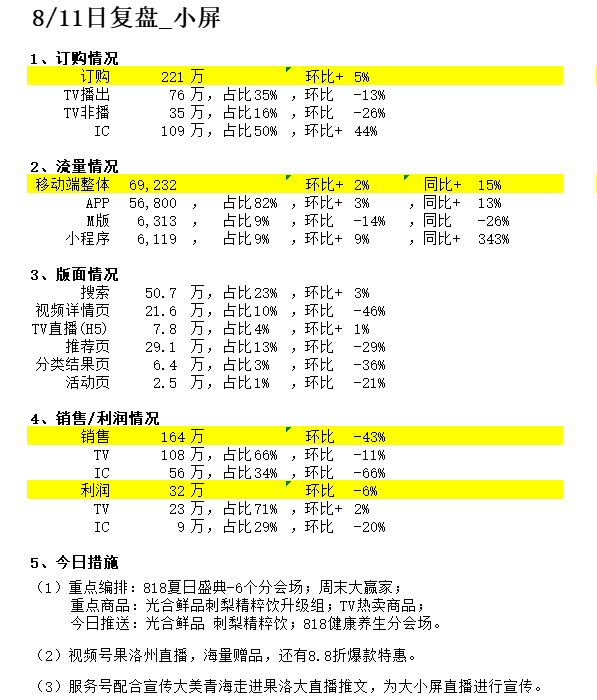 8/11日复盘_小屏
1、订购情况
订购 221 万 环比+ 5%
TV播出 76 万，占比35% ，环比 -13%
TV非播 35 万，占比16% ，环比 -26%
IC 109 万，占比50% ，环比+ 44%
2、流量情况
移动端整体 69,232 环比+ 2% 同比+ 15%
APP 56,800 ， 占比82% ，环比+ 3% ，同比+ 13%
M版 6,313 ， 占比9% ，环比 -14% ，同比 -26%
小程序 6,119 ， 占比9% ，环比+ 9% ，同比+ 343%
3、版面情况
搜索 50.7 万，占比23% ，环比+ 3%
视频详情页 21.6 万，占比10% ，环比 -46%
TV直播(H5) 7.8 万，占比4% ，环比+ 1%
推荐页 29.1 万，占比13% ，环比 -29%
分类结果页 6.4 万，占比3% ，环比 -36%
活动页 2.5 万，占比1% ，环比 -21%
4、销售/利润情况
销售 164 万 环比 -43%
TV 108 万，占比66% ，环比 -11%
IC 56 万，占比34% ，环比 -66%
利润 32 万 环比 -6%
TV 23 万，占比71% ，环比+ 2%
IC 9 万，占比29% ，环比 -20%
5、今日措施
（1）重点编排：818夏日盛典-6个分会场；周末大赢家；
重点商品：光合鲜品刺梨精粹饮升级组；TV热卖商品；
今日推送：光合鲜品 刺梨精粹饮；818健康养生分会场。
（2）视频号果洛州直播，海量赠品，还有8.8折爆款特惠。
（3）服务号配合宣传大美青海走进果洛大直播推文，为大小屏直播进行宣传。